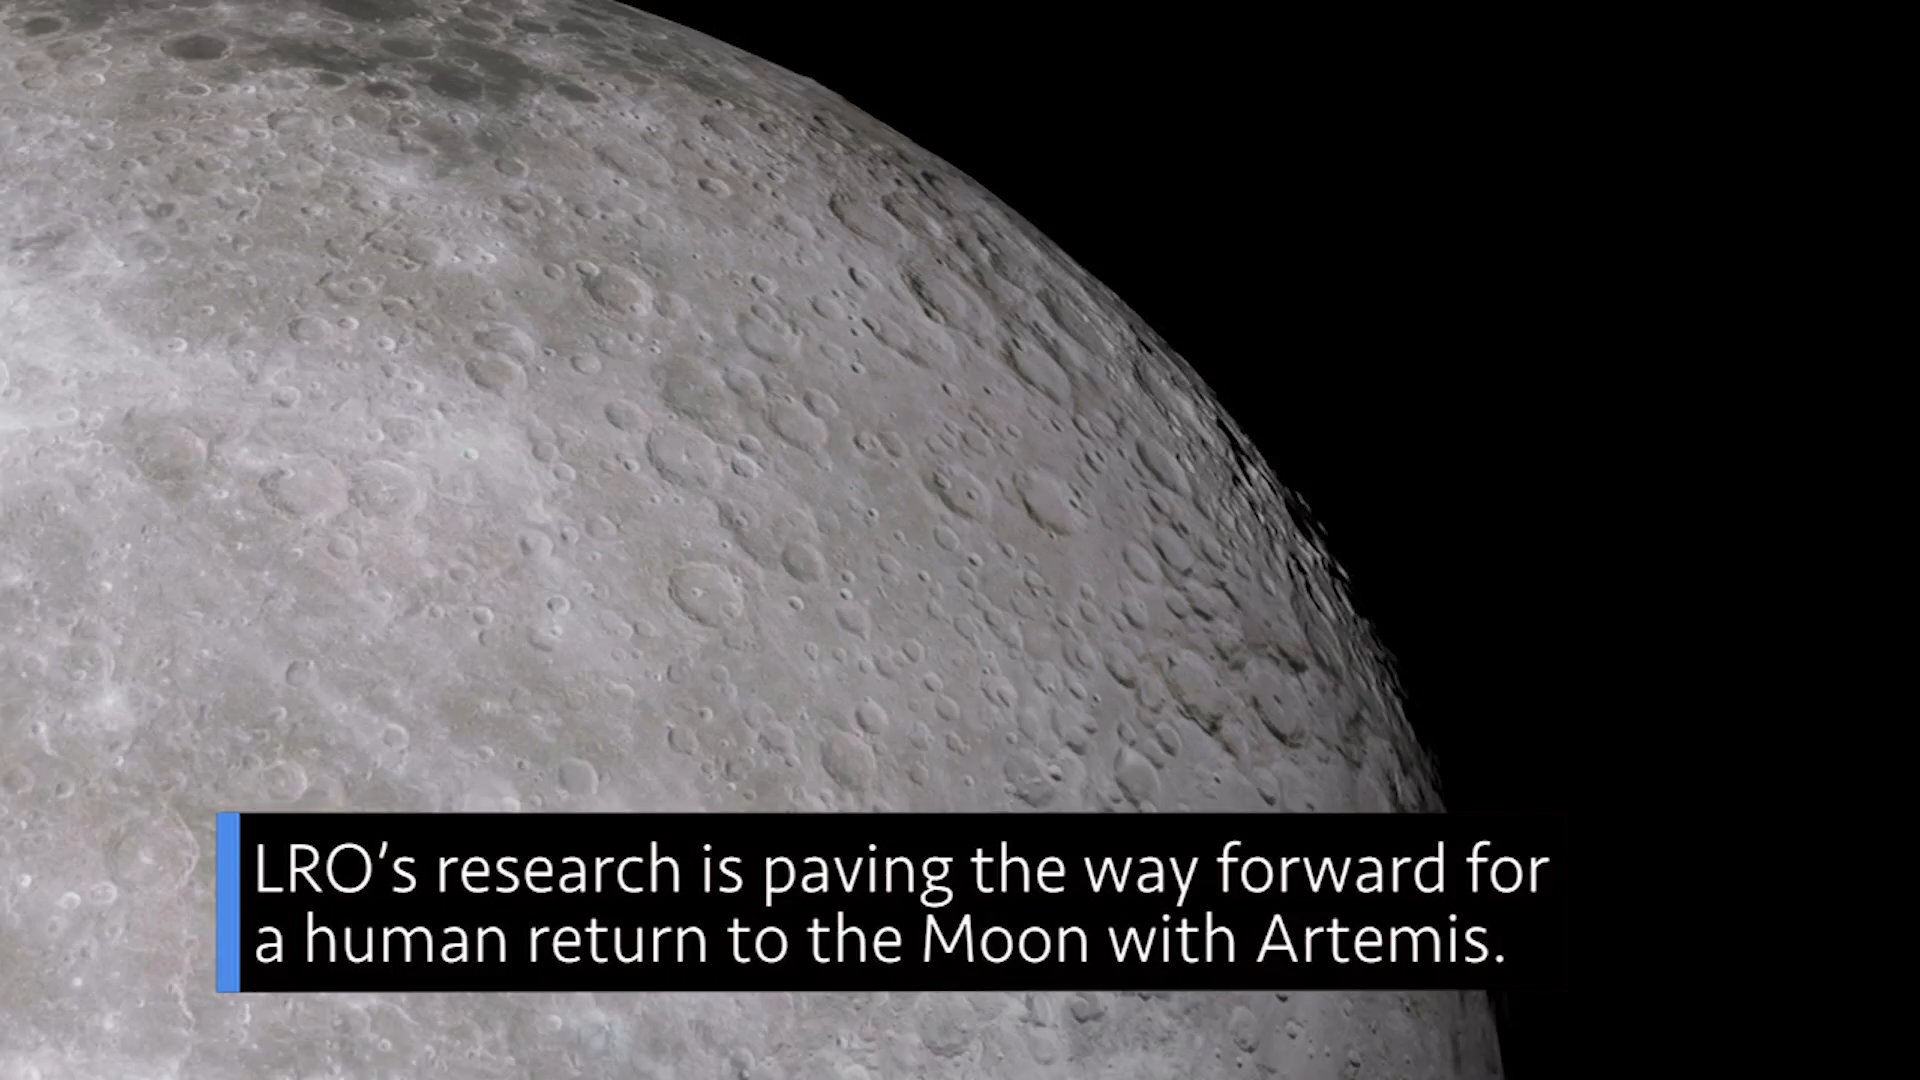 LRO’s research is paving the way forward for
a human return to the Moon with Artemis.